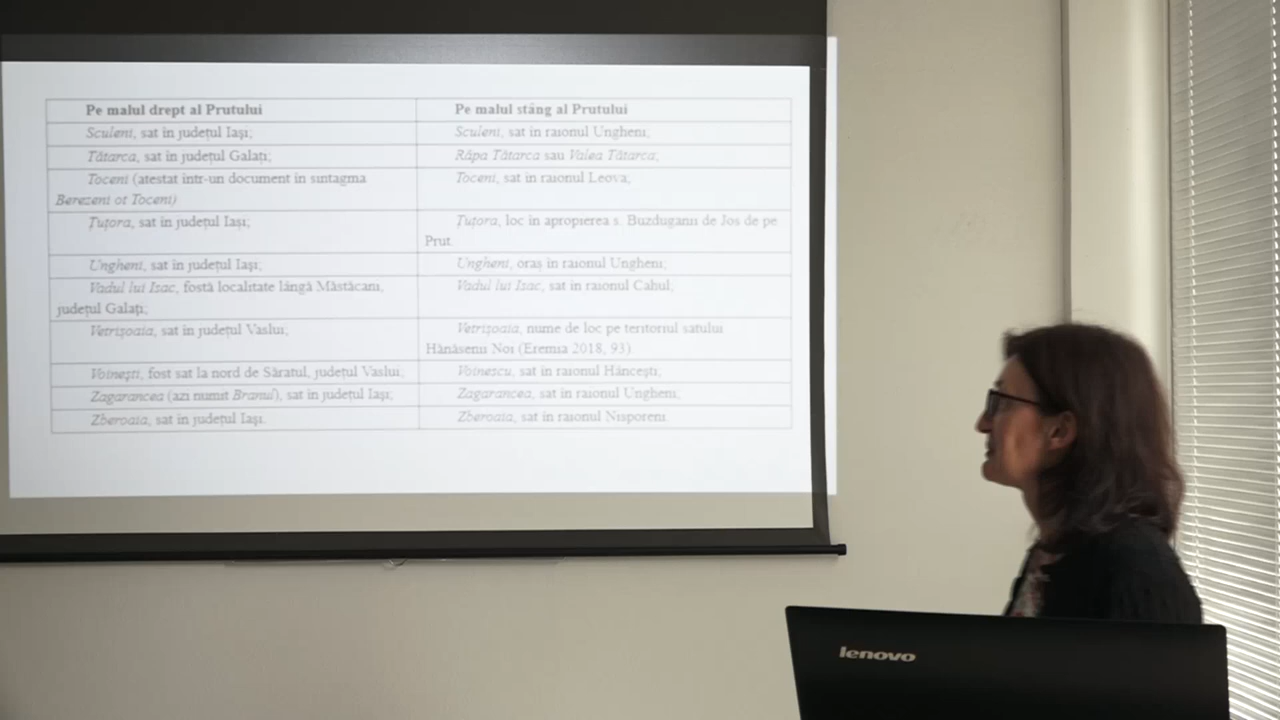 Pe malul drept al Prutului
Pe malul stâng al Prutului
Sculeni, sat în județul Iași;
Sculeni, sat în raionul Ungheni;
Tătarca, sat în județul Galați;
Râpa Tătarca sau Valea Tătarca;
Toceni (atestat într-un document în sintagma
Berezeni ot Toceni)
Toceni, sat în raionul Leova;
Țuțora, sat în județul Iași;
Țuțora, loc în apropierea s. Buzduganii de Jos de pe
Prut.
Ungheni, sat în județul Iași;
Ungheni, oraș în raionul Ungheni;
Vadul lui Isac, fostă localitate lângă Măstăcani,
județul Galați;
Vadul lui Isac, sat în raionul Cahul;
Vetrișoaia, sat în județul Vaslui;
Vetrișoaia, nume de loc pe teritoriul satului
Hănăsenii Noi (Eremia 2018, 93)
Voinești, fost sat la nord de Săratul, județul Vaslui;
Voinescu, sat în raionul Hâncești;
Zagarancea (azi numit Branul), sat în județul Iași;
Zagarancea, sat în raionul Ungheni;
Zberoaia, sat în județul Iași.
Zberoaia, sat în raionul Nisporeni.
lenovo